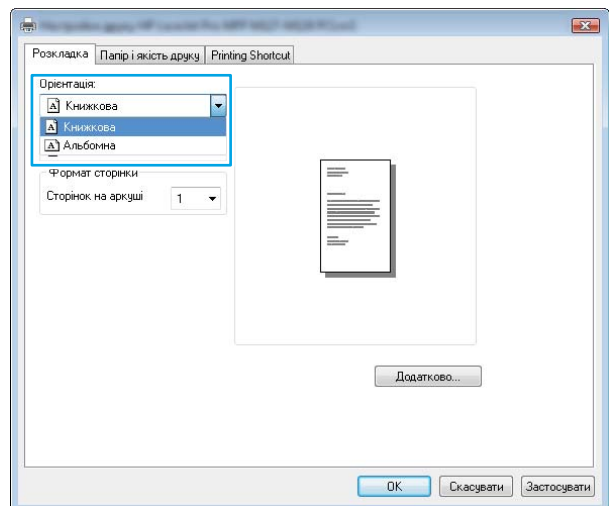 Розкладка Папір і якість друку Printing Shortcut
Орієнтація:
Книжкова
Книжкова
Альбомна
Формат сторінки
Сторінок на аркуші 1
Додатково...
OK Скасувати Застосувати